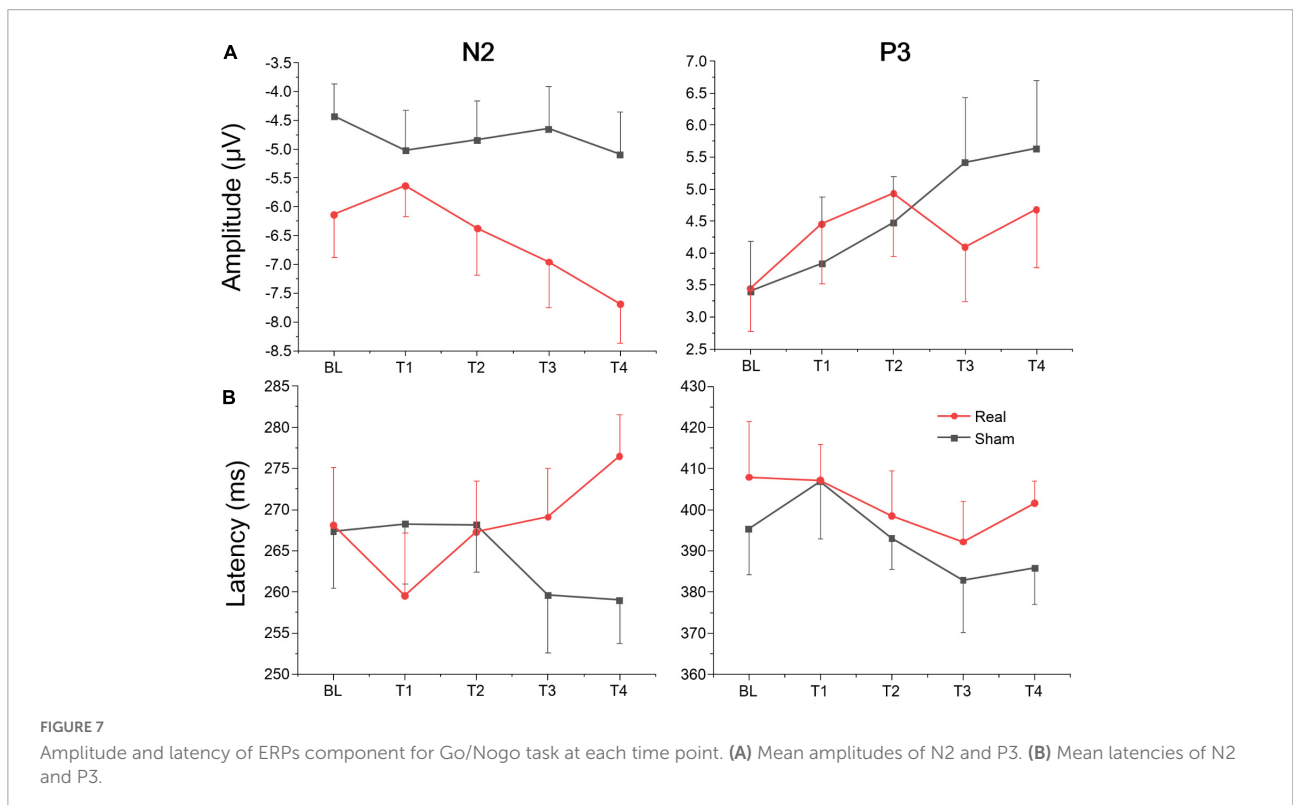 A
N2
P3
Amplitude (µV)
-3.5
-4.0
-4.5
-5.0
-5.5
-6.0
-6.5
-7.0
-7.5
-8.0
-8.5
BL T1 T2 T3 T4
7.0
6.5
6.0
5.5
5.0
4.5
4.0
3.5
3.0
2.5
BL T1 T2 T3 T4
B
Latency (ms)
285
280
275
270
265
260
255
250
BL T1 T2 T3 T4
430
420
410
400
390
380
370
360
BL T1 T2 T3 T4
Real
Sham
FIGURE 7
Amplitude and latency of ERPs component for Go/Nogo task at each time point. (A) Mean amplitudes of N2 and P3. (B) Mean latencies of N2
and P3.